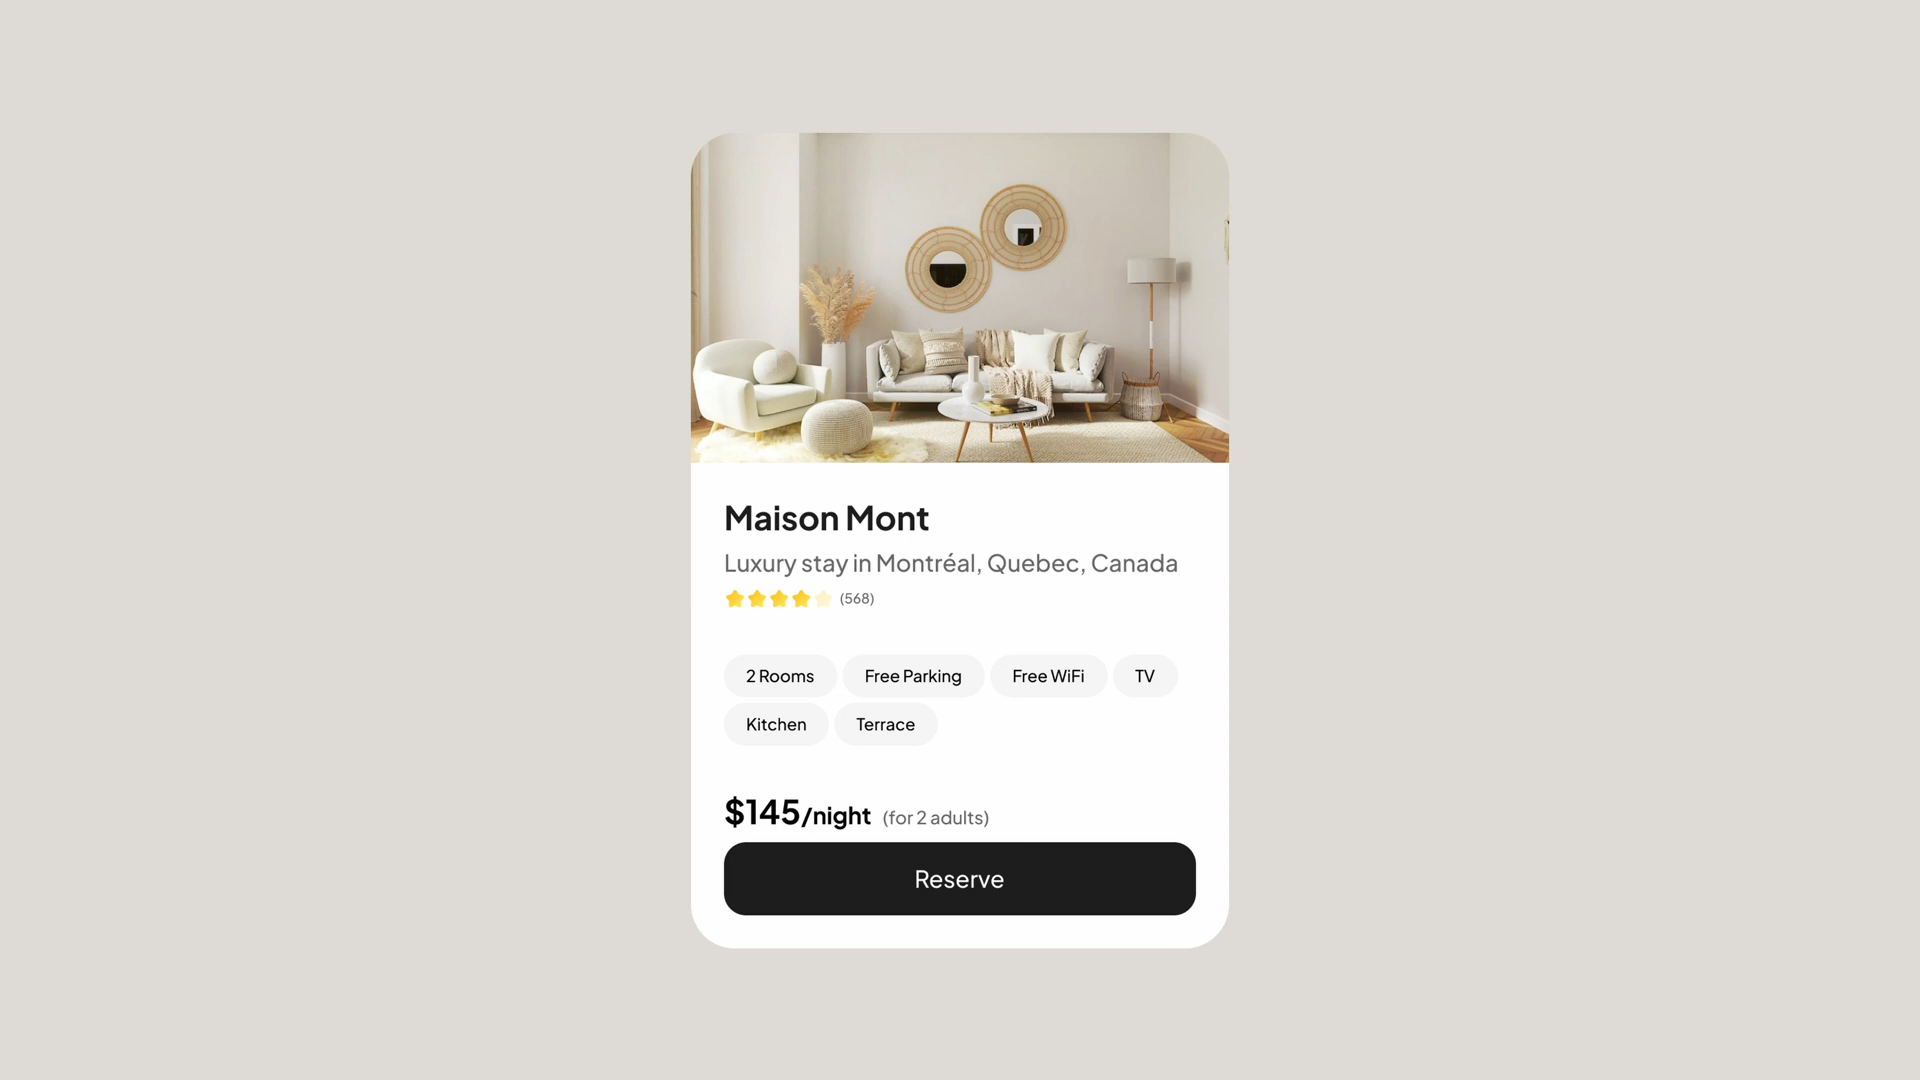 Maison Mont
Luxury stay in Montréal, Quebec, Canada
(568)
2 Rooms Free Parking Free WiFi TV
Kitchen Terrace
$145/night (for 2 adults)
Reserve